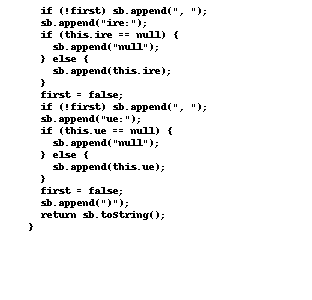 if (!first) sb.append(", ");
sb.append("ire:");
if (this.ire == null) {
sb.append("null");
} else {
sb.append(this.ire);
}
first = false;
if (!first) sb.append(", ");
sb.append("ue:");
if (this.ue == null) {
sb.append("null");
} else {
sb.append(this.ue);
}
first = false;
sb.append(")");
return sb.toString();
}